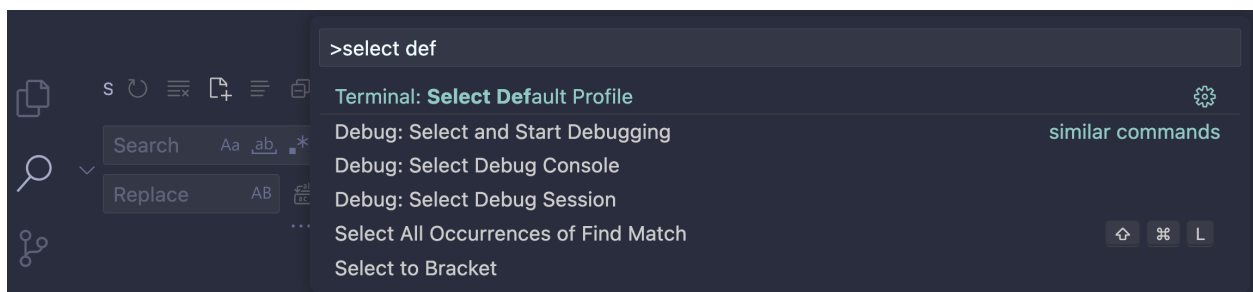 >select def
Terminal: Select Default Profile
S
Debug: Select and Start Debugging
similar commands
Search Aa ab *
Debug: Select Debug Console
Replace AB
Debug: Select Debug Session
Select All Occurrences of Find Match
⇧ ⌘ L
Select to Bracket